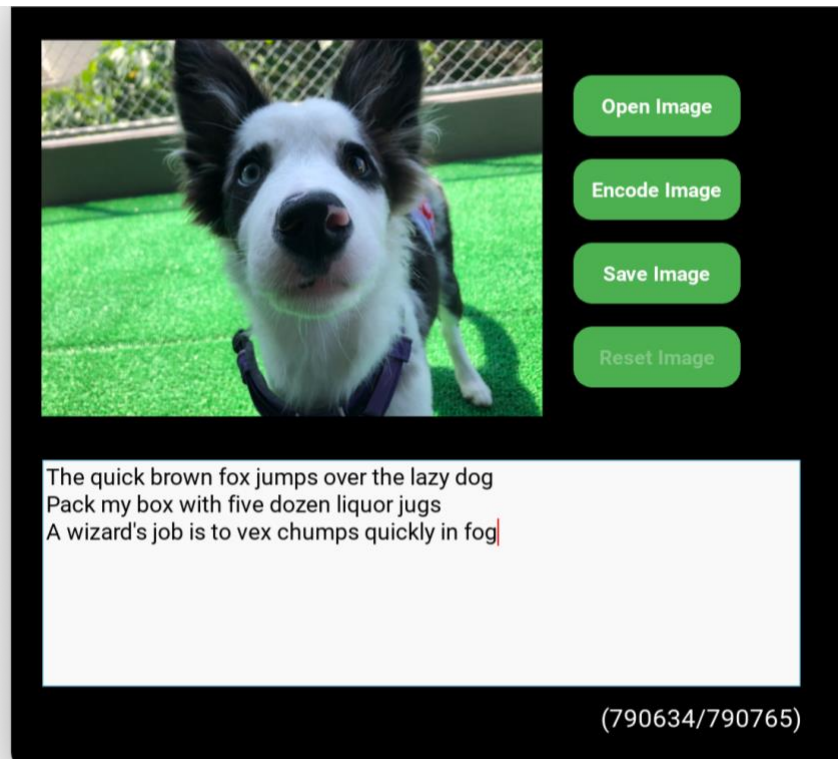 Open Image
Encode Image
Save Image
Reset Image
The quick brown fox jumps over the lazy dog
Pack my box with five dozen liquor jugs
A wizard's job is to vex chumps quickly in fog
(790634/790765)